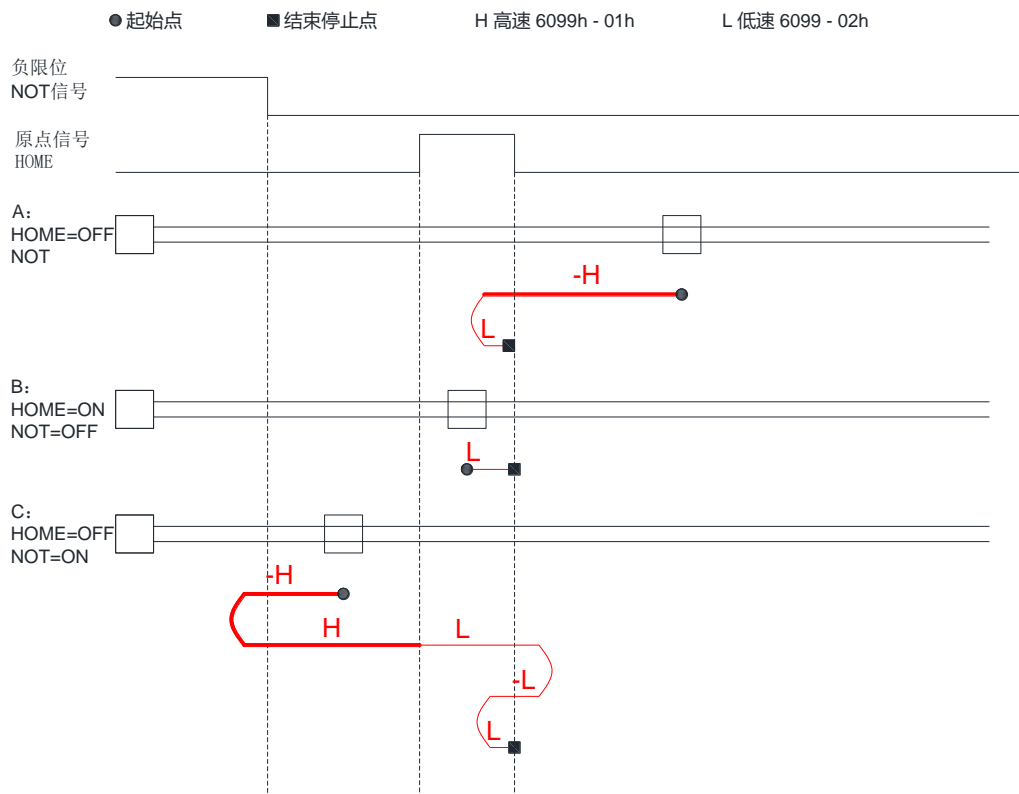 起始点 结束停止点 H 高速 6099h - 01h L 低速 6099 - 02h
负限位
NOT信号
原点信号
HOME
A:
HOME=OFF
NOT
-H
L
B:
HOME=ON
NOT=OFF
L
C:
HOME=OFF
NOT=ON
-H
H L
-L
L